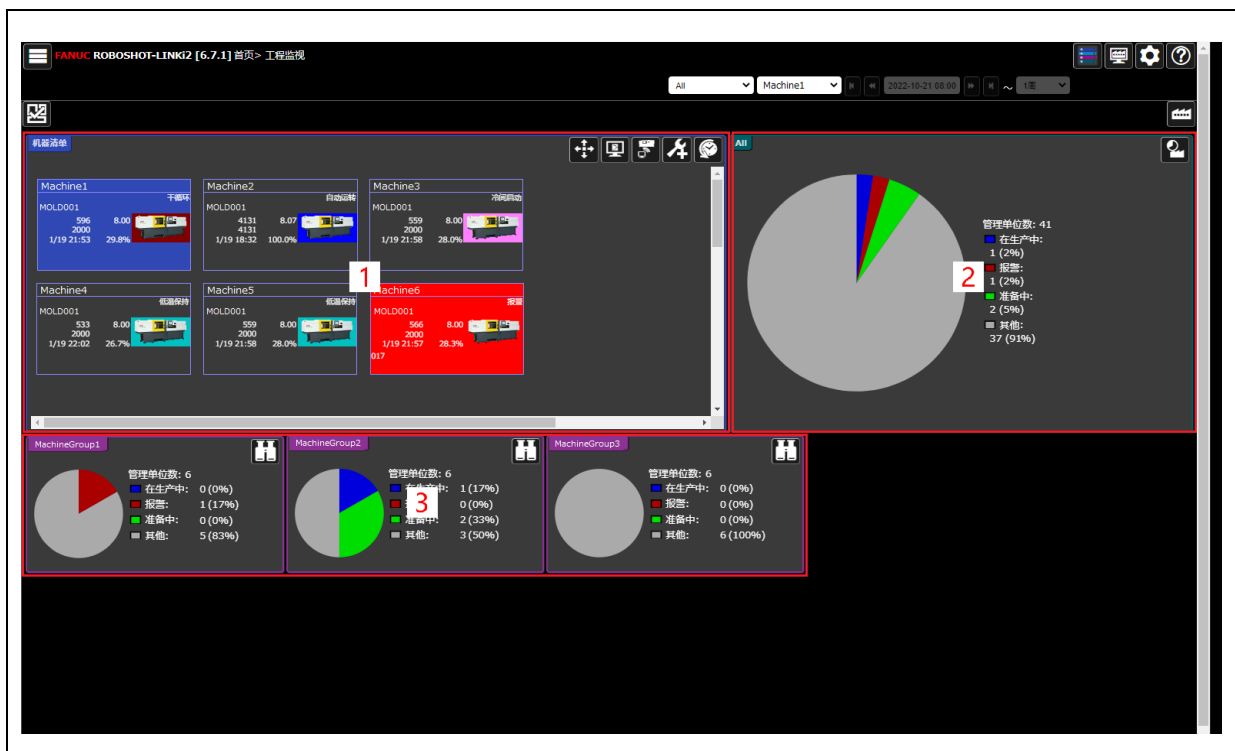 FANUC ROBOSHOT-LINKi2 [6.7.1] 首页> 工程监视
All Machine1 2022-10-21 08:00 ～ 1周
机器清单
Machine1
干循环
MOLD001
596 8.00
2000
1/19 21:53 29.8%
Machine2
自动运转
MOLD001
4131 8.07
4131
1/19 18:32 100.0%
Machine3
冷间启动
MOLD001
559 8.00
2000
1/19 21:58 28.0%
1
Machine4
低温保持
MOLD001
533 8.00
2000
1/19 22:02 26.7%
Machine5
低温保持
MOLD001
559 8.00
2000
1/19 21:58 28.0%
Machine6
报警
MOLD001
566 8.00
2000
1/19 21:57 28.3%
017
All
管理单位数: 41
在生产中:
1 (2%)
2
报警:
1 (2%)
准备中:
2 (5%)
其他:
37 (91%)
MachineGroup1
管理单位数: 6
在生产中: 0 (0%)
报警: 1 (17%)
准备中: 0 (0%)
其他: 5 (83%)
MachineGroup2
管理单位数: 6
在生产中: 1 (17%)
3
0 (0%)
准备中: 2 (33%)
其他: 3 (50%)
MachineGroup3
管理单位数: 6
在生产中: 0 (0%)
报警: 0 (0%)
准备中: 0 (0%)
其他: 6 (100%)